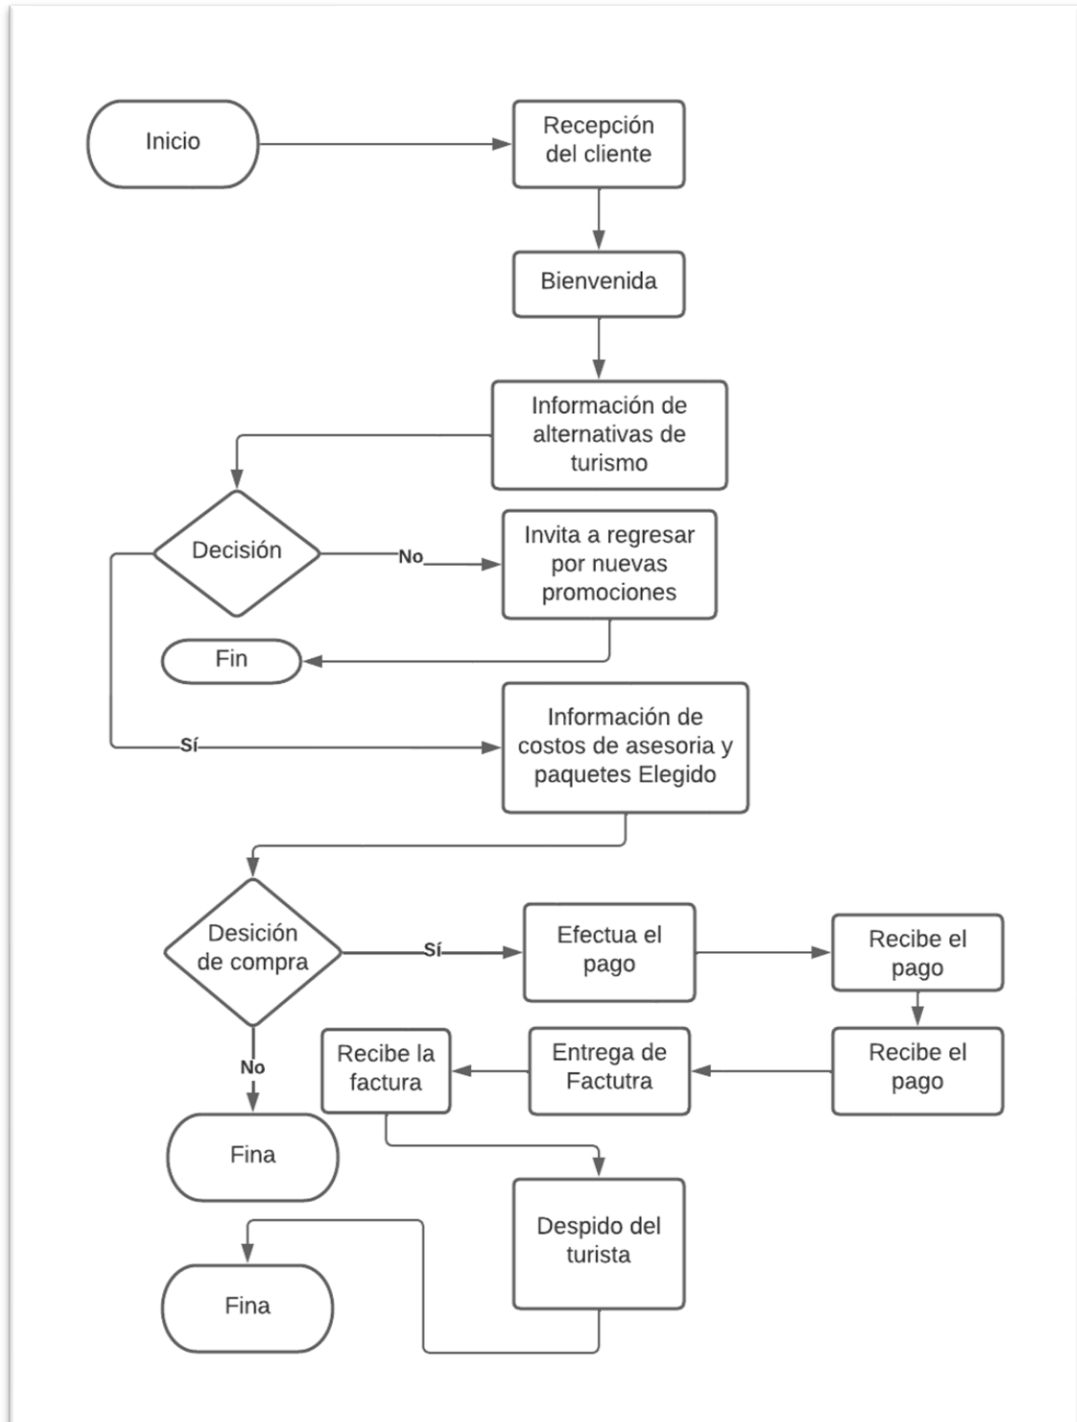 Inicio
Recepción
del cliente
Bienvenida
Información de
alternativas de
turismo
Decisión
No
Invita a regresar
por nuevas
promociones
Fin
Sí
Información de
costos de asesoria y
paquetes Elegido
Desición
de compra
Sí
Efectua el
pago
Recibe el
pago
No
Recibe la
factura
Entrega de
Factutra
Recibe el
pago
Fina
Despido del
turista
Fina